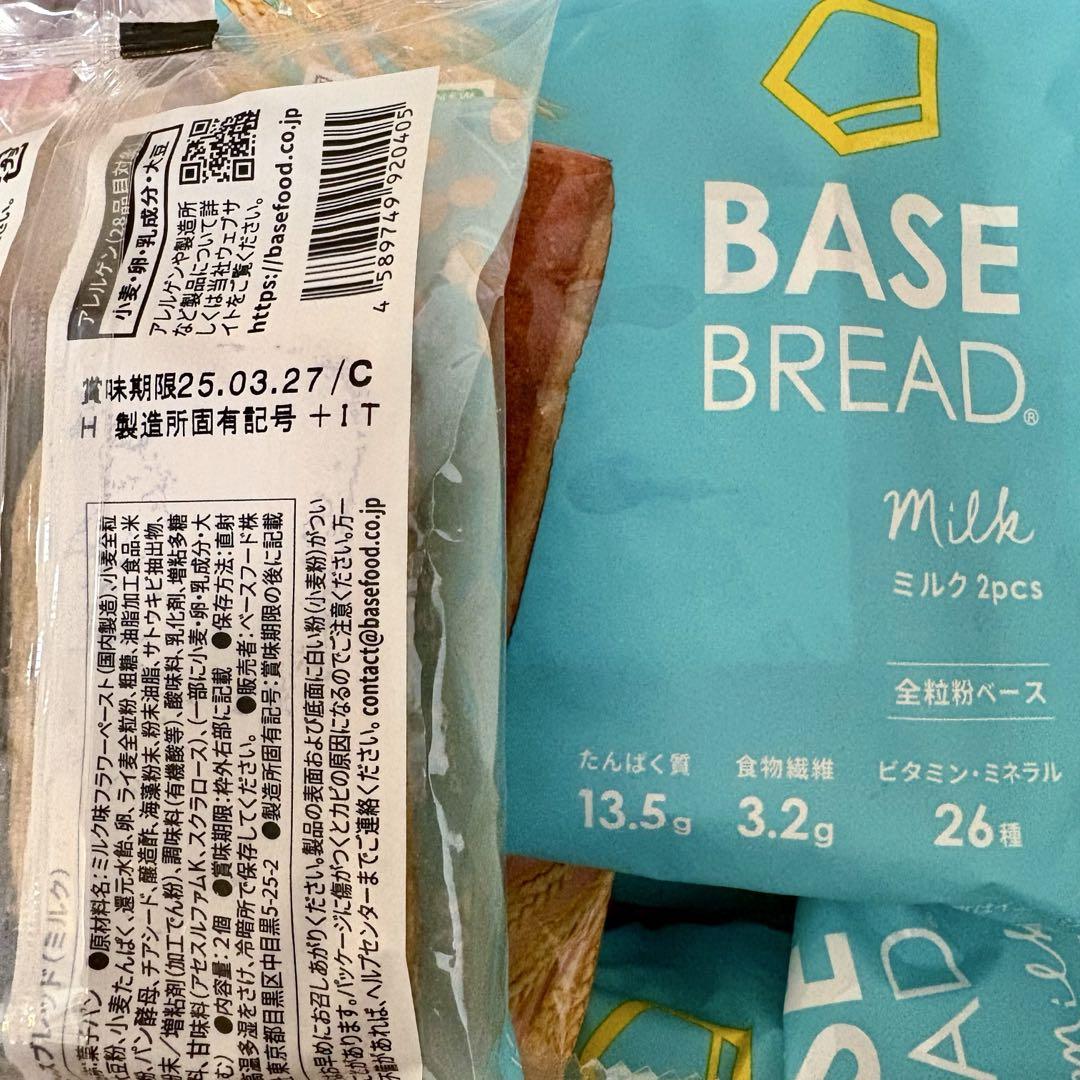 アレルゲン(28品目対象)
小麦・卵・乳成分・大豆
アレルゲンや製造所
など製品について詳
しくは当社ウェブサ
イトをご覧ください。
https://basefood.co.jp
4 589749 920405
賞味期限25.03.27/C
工 製造所固有記号 +IT
スブレッド(ミルク)
菓子パン
●原材料名:ミルク味フラワーペースト(国内製造)、小麦全粒
豆粉、小麦たんぱく、還元水飴、卵、ライ麦全粒粉、粗糖、油脂加工食品、米
粉、パン酵母、チアシード、醸造酢、海藻粉末、粉末油脂、サトウキビ抽出物、
粉末/増粘剤(加工でん粉)、調味料(有機酸等)、酸味料、乳化剤、増粘多糖
料、甘味料(アセスルファムK、スクラロース)、(一部に小麦・卵・乳成分・大
む) ●内容量:2個 ●賞味期限:枠外右部に記載 ●保存方法:直射
高温多湿をさけ、冷暗所で保存してください。 ●販売者:ベースフード株
東京都目黒区中目黒5-25-2 ●製造所固有記号:賞味期限の後に記載
お早めにお召しあがりください。製品の表面および底面に白い粉(小麦粉)がつい
とがあります。パッケージに傷がつくとカビの原因になるのでご注意ください。万一
不備があれば、ヘルプセンターまでご連絡ください。contact@basefood.co.jp
BASE
BREAD®
Milk
ミルク 2pcs
全粒粉ベース
たんぱく質 食物繊維 ビタミン・ミネラル
13.5g 3.2g 26種